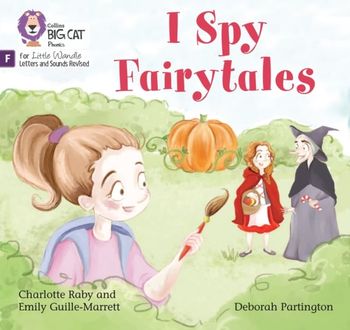 Collins
BIG CAT
Phonics
F
for Little Wandle
Letters and Sounds Revised
I Spy
Fairytales
Charlotte Raby and
Emily Guille-Marrett
Deborah Partington